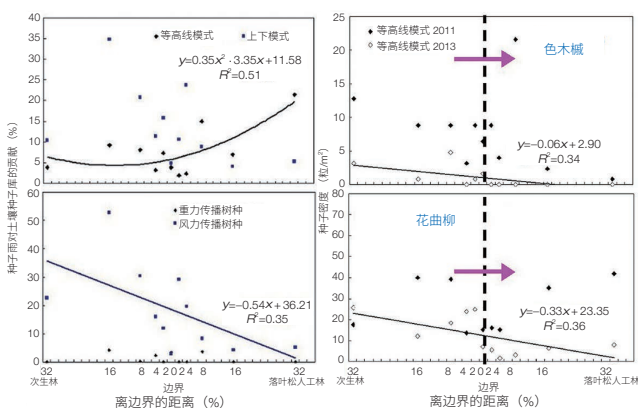 40
35
30
25
20
15
10
5
0
等高线模式 上下模式
y=0.35x²·3.35x+11.58
R²=0.51
种子雨对土壤种子库的贡献（%）
60
50
40
30
20
10
0
重力传播树种
风力传播树种
y=−0.54x+36.21
R²=0.35
32 16 8 4 2 0 2 4 8 16 32
次生林 边界 落叶松人工林
离边界的距离（%）
25
20
15
10
5
0
等高线模式 2011
等高线模式 2013
色木槭
y=−0.06x+2.90
R²=0.34
种子密度 (粒/m²)
80
60
40
20
0
花曲柳
y=−0.33x+23.35
R²=0.36
32 16 8 4 2 0 2 4 8 16 32
次生林 边界 落叶松人工林
离边界的距离（%）